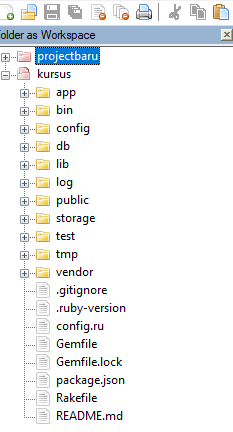 older as Workspace
projectbaru
kursus
app
bin
config
db
lib
log
public
storage
test
tmp
vendor
.gitignore
.ruby-version
config.ru
Gemfile
Gemfile.lock
package.json
Rakefile
README.md